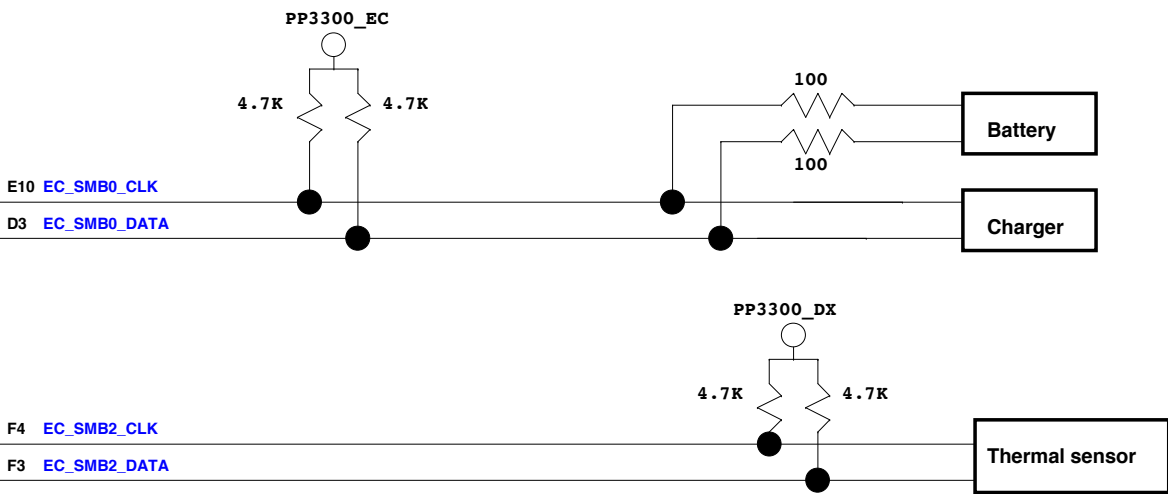 PP3300_EC
4.7K 4.7K
100
Battery
100
E10 EC_SMB0_CLK
D3 EC_SMB0_DATA
Charger
PP3300_DX
4.7K 4.7K
F4 EC_SMB2_CLK
F3 EC_SMB2_DATA
Thermal sensor